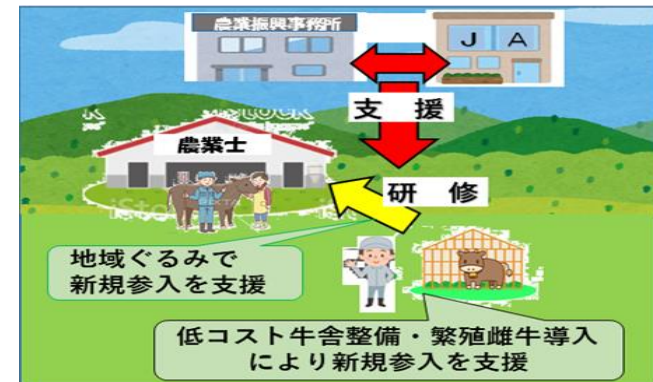 農業振興事務所
J A
支 援
農業士
研 修
地域ぐるみで
新規参入を支援
低コスト牛舎整備・繁殖雌牛導入
により新規参入を支援